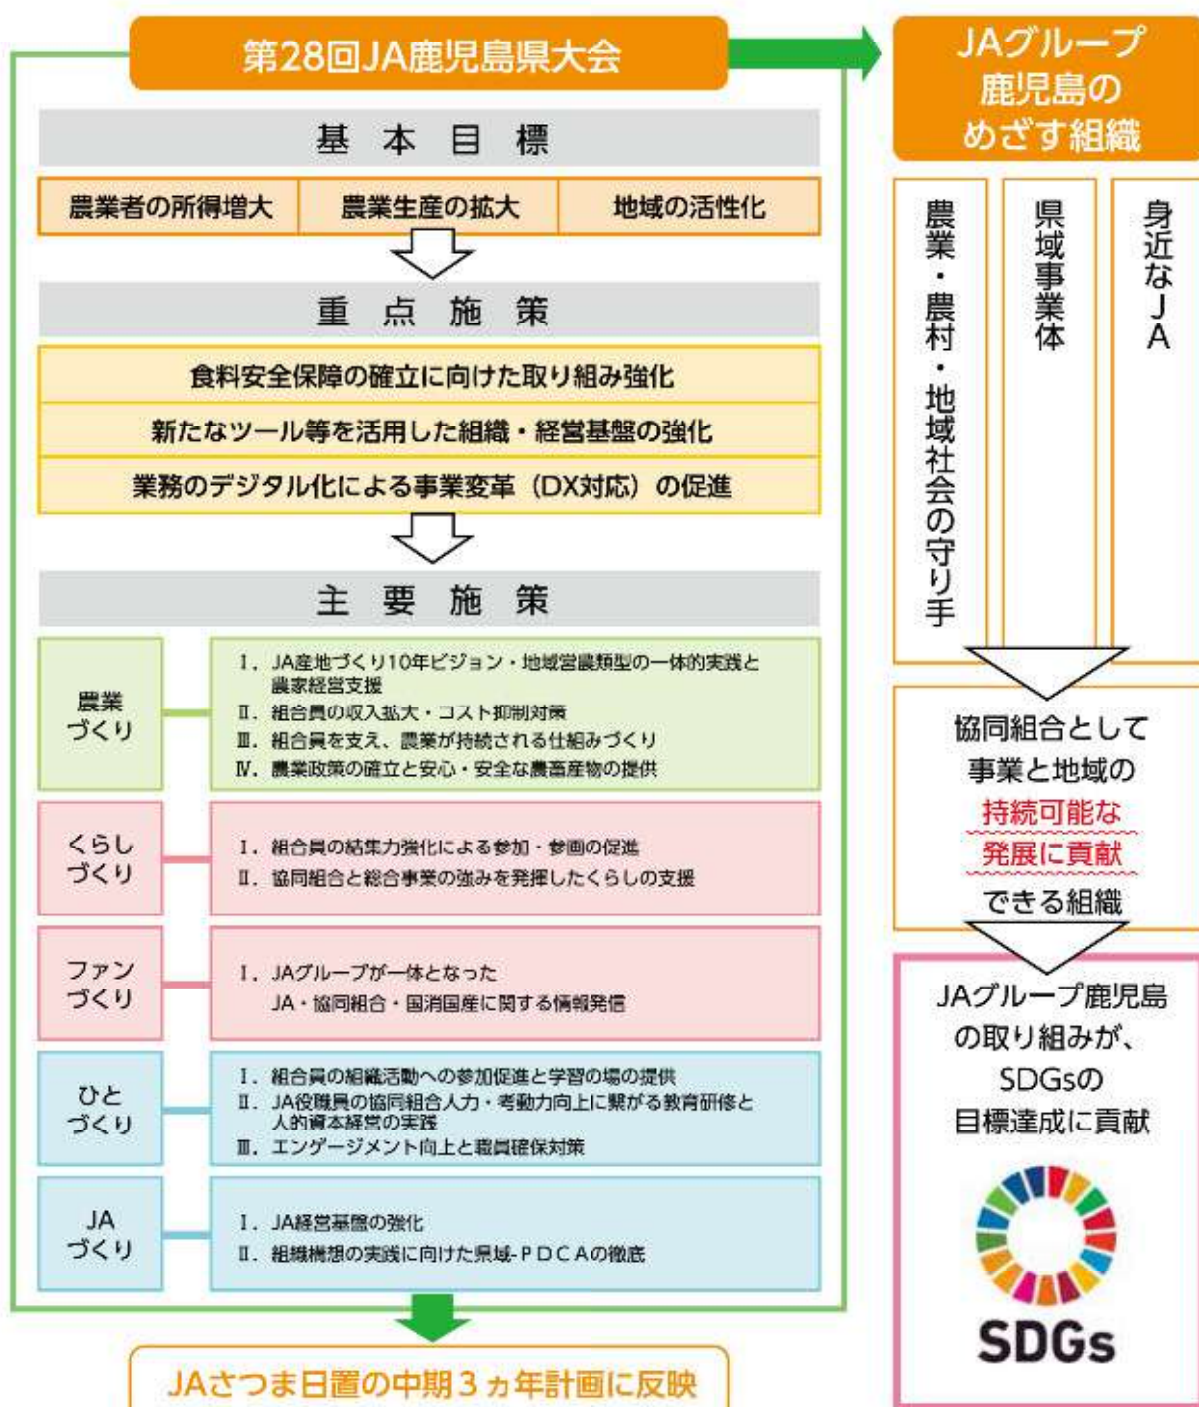 第28回JA鹿児島県大会
基本目標
農業者の所得増大
農業生産の拡大
地域の活性化
重点施策
食料安全保障の確立に向けた取り組み強化
新たなツール等を活用した組織・経営基盤の強化
業務のデジタル化による事業変革（DX対応）の促進
主要施策
農業
づくり
Ⅰ．JA産地づくり10年ビジョン・地域営農類型の一体的実践と
農家経営支援
Ⅱ．組合員の収入拡大・コスト抑制対策
Ⅲ．組合員を支え、農業が持続される仕組みづくり
Ⅳ．農業政策の確立と安心・安全な農畜産物の提供
くらし
づくり
Ⅰ．組合員の結集力強化による参加・参画の促進
Ⅱ．協同組合と総合事業の強みを発揮したくらしの支援
ファン
づくり
Ⅰ．JAグループが一体となった
JA・協同組合・国消国産に関する情報発信
ひと
づくり
Ⅰ．組合員の組織活動への参加促進と学習の場の提供
Ⅱ．JA役職員の協同組合人力・考動力向上に繋がる教育研修と
人的資本経営の実践
Ⅲ．エンゲージメント向上と職員確保対策
JA
づくり
Ⅰ．JA経営基盤の強化
Ⅱ．組織構想の実践に向けた県域-ＰＤＣＡの徹底
JAさつま日置の中期３ヵ年計画に反映
JAグループ
鹿児島の
めざす組織
身近なJA
県域事業体
農業・農村・地域社会の守り手
協同組合として
事業と地域の
持続可能な
発展に貢献
できる組織
JAグループ鹿児島
の取り組みが、
SDGsの
目標達成に貢献
SDGs